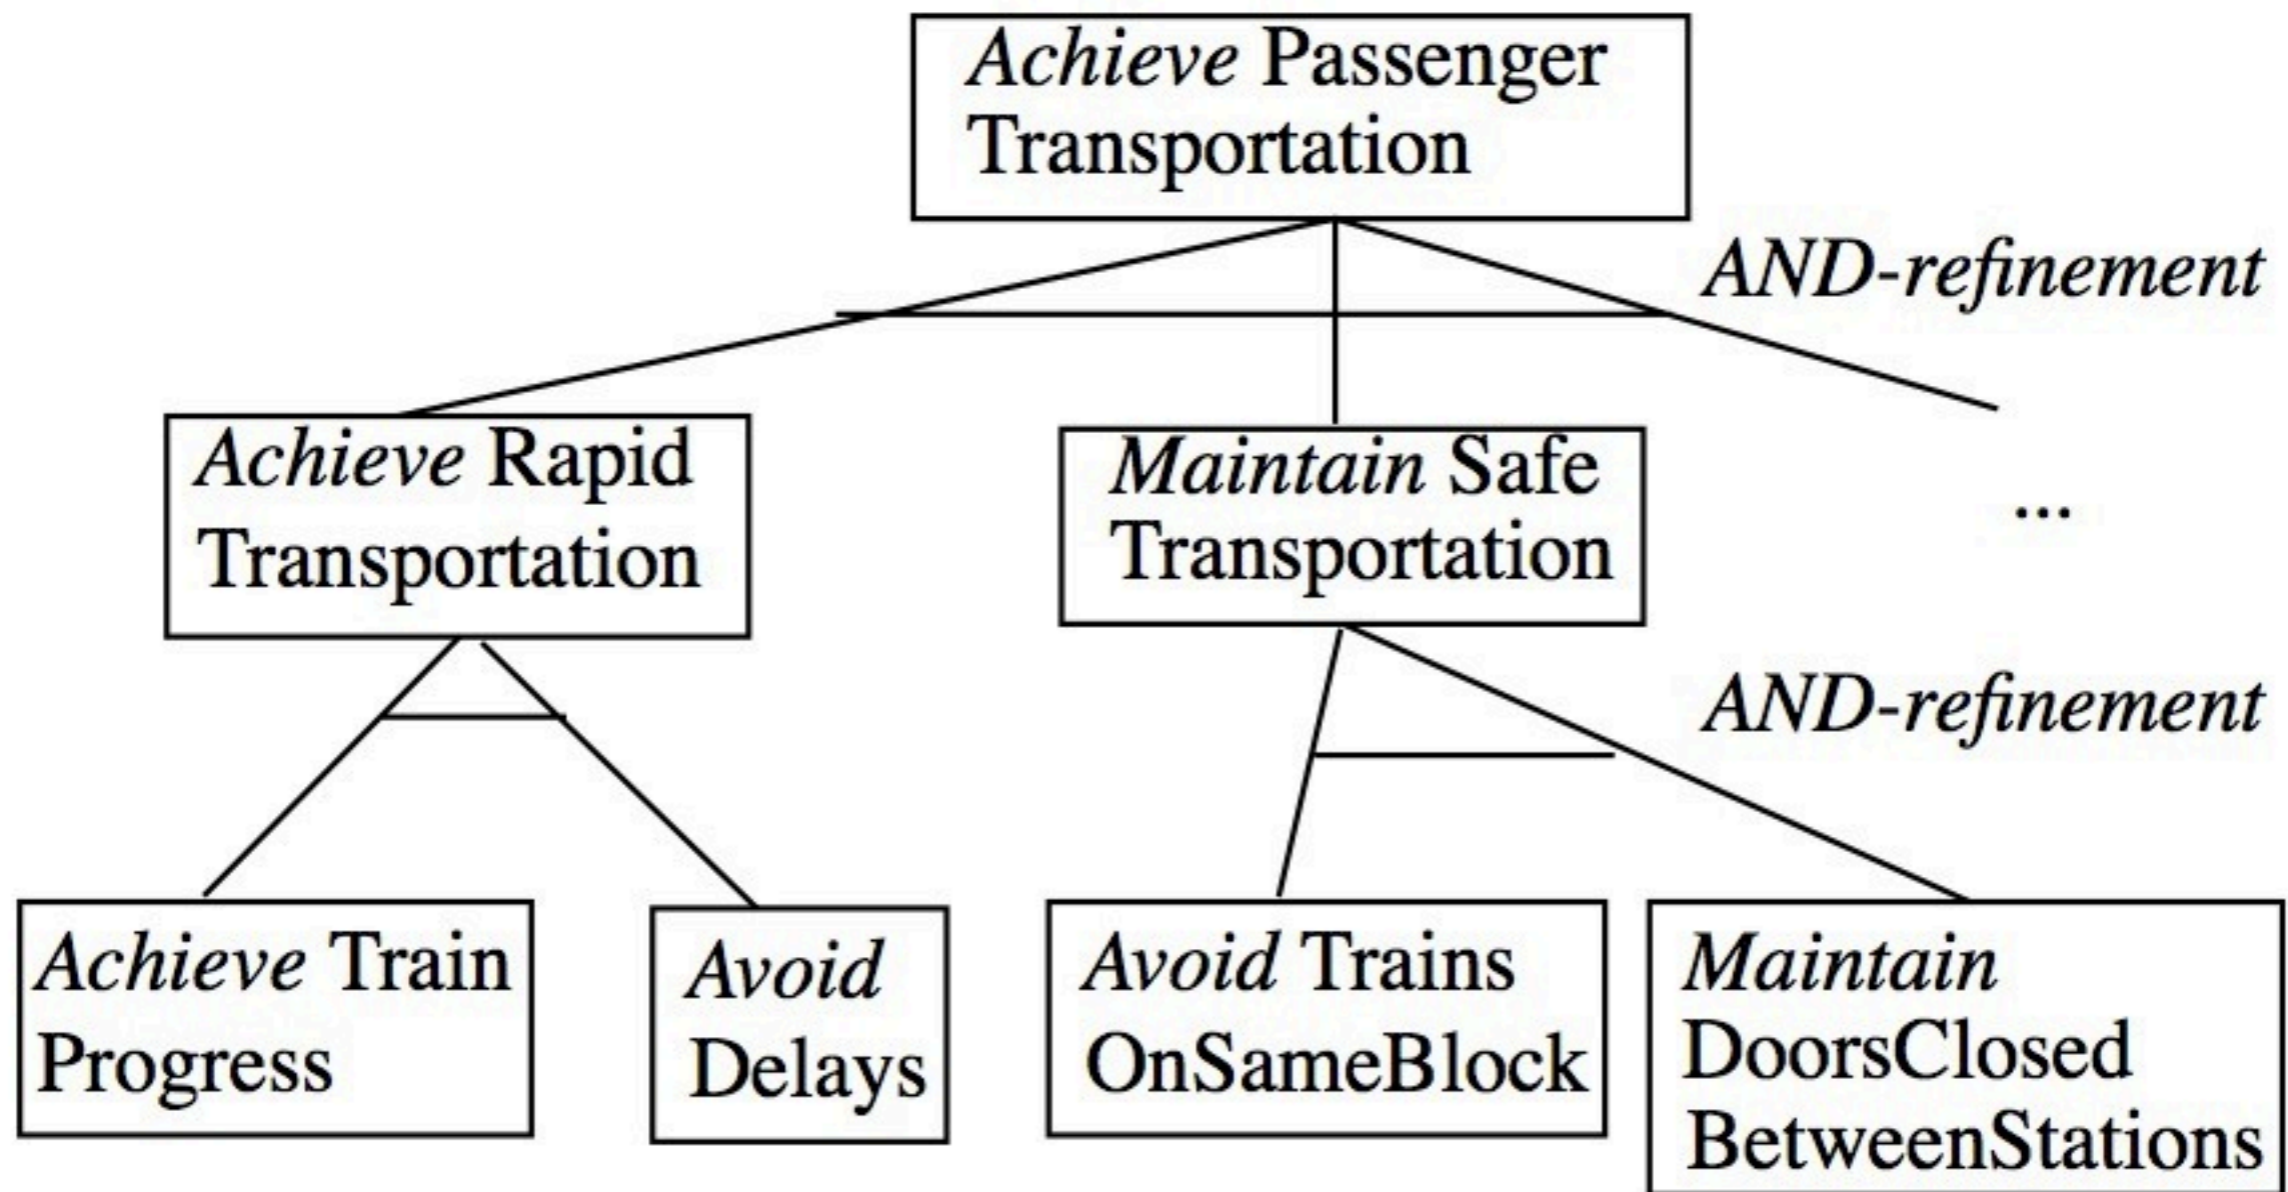 Achieve Passenger
Transportation
AND-refinement
Achieve Rapid
Transportation
Maintain Safe
Transportation
...
AND-refinement
Achieve Train
Progress
Avoid
Delays
Avoid Trains
OnSameBlock
Maintain
DoorsClosed
BetweenStations